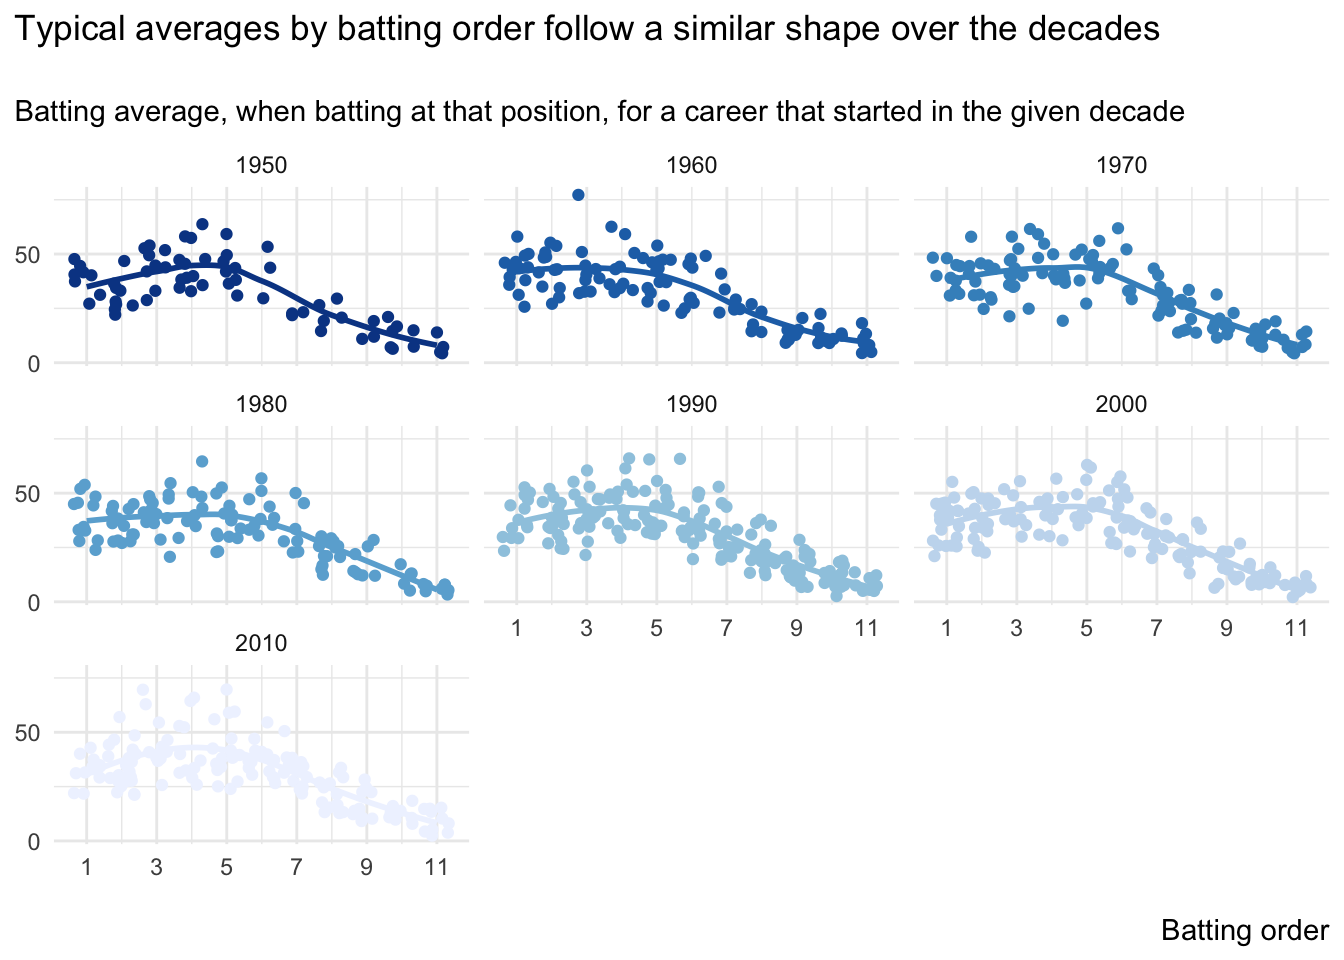 Typical averages by batting order follow a similar shape over the decades
Batting average, when batting at that position, for a career that started in the given decade
1950 1960 1970
50
0
1980 1990 2000
50
0
1 3 5 7 9 11 1 3 5 7 9 11
2010
50
0
1 3 5 7 9 11
Batting order